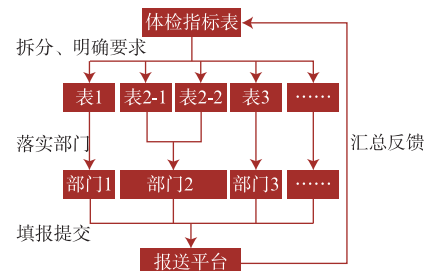 体检指标表
拆分、明确要求
表1 表2-1 表2-2 表3 ……
落实部门
汇总反馈
部门1 部门2 部门3 ……
填报提交
报送平台